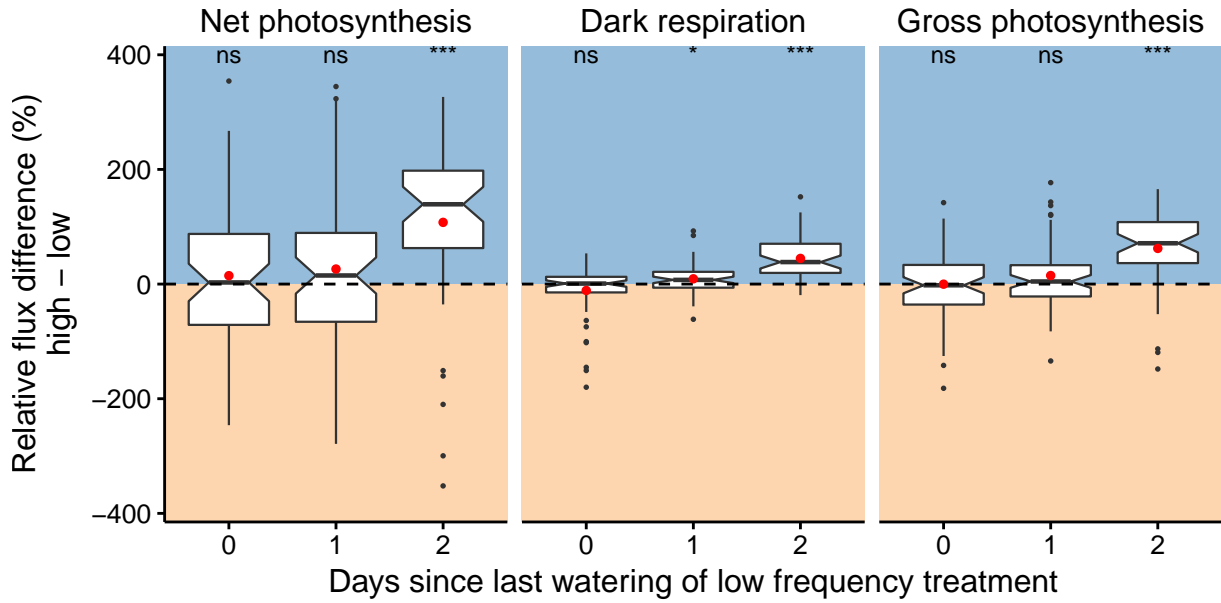 Net photosynthesis
Dark respiration
Gross photosynthesis
400
200
0
−200
−400
ns
ns
***
ns
*
***
ns
ns
***
Relative flux difference (%)
high − low
0
1
2
0
1
2
0
1
2
Days since last watering of low frequency treatment